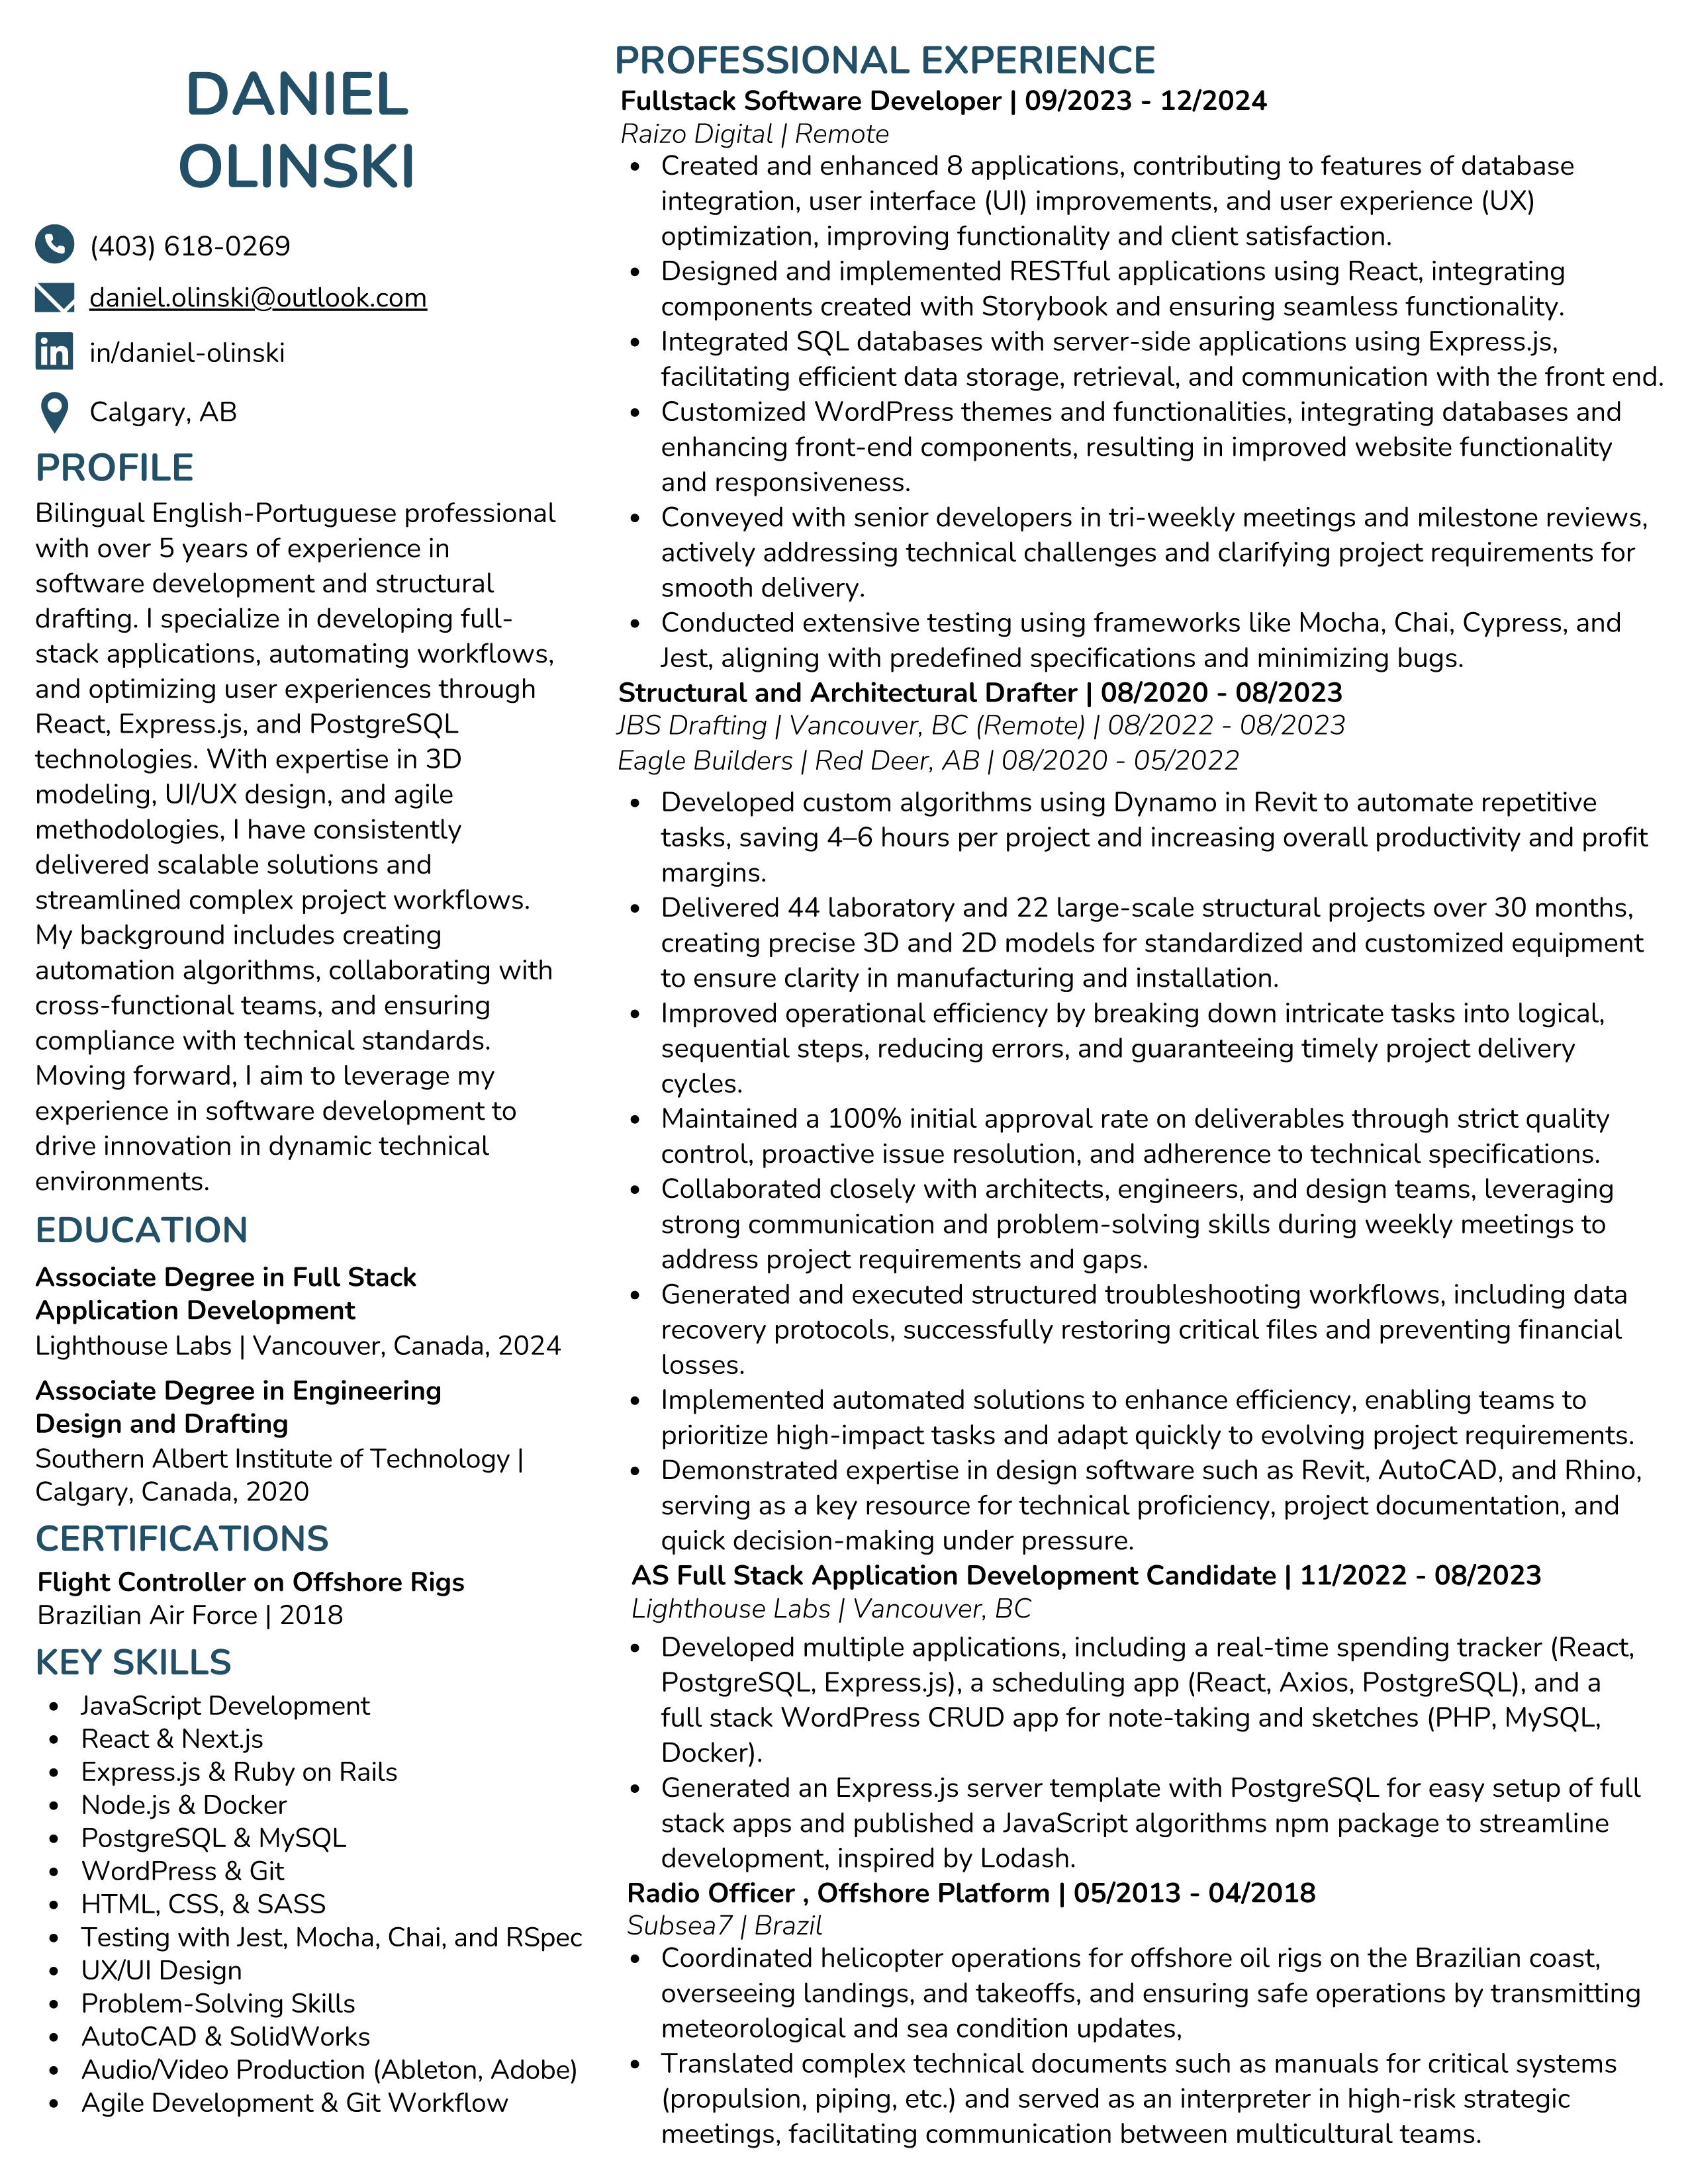 DANIEL
OLINSKI
(403) 618-0269
daniel.olinski@outlook.com
in/daniel-olinski
Calgary, AB
PROFILE
Bilingual English-Portuguese professional
with over 5 years of experience in
software development and structural
drafting. I specialize in developing full-
stack applications, automating workflows,
and optimizing user experiences through
React, Express.js, and PostgreSQL
technologies. With expertise in 3D
modeling, UI/UX design, and agile
methodologies, I have consistently
delivered scalable solutions and
streamlined complex project workflows.
My background includes creating
automation algorithms, collaborating with
cross-functional teams, and ensuring
compliance with technical standards.
Moving forward, I aim to leverage my
experience in software development to
drive innovation in dynamic technical
environments.
EDUCATION
Associate Degree in Full Stack
Application Development
Lighthouse Labs | Vancouver, Canada, 2024
Associate Degree in Engineering
Design and Drafting
Southern Albert Institute of Technology |
Calgary, Canada, 2020
CERTIFICATIONS
Flight Controller on Offshore Rigs
Brazilian Air Force | 2018
KEY SKILLS
• JavaScript Development
• React & Next.js
• Express.js & Ruby on Rails
• Node.js & Docker
• PostgreSQL & MySQL
• WordPress & Git
• HTML, CSS, & SASS
• Testing with Jest, Mocha, Chai, and RSpec
• UX/UI Design
• Problem-Solving Skills
• AutoCAD & SolidWorks
• Audio/Video Production (Ableton, Adobe)
• Agile Development & Git Workflow
PROFESSIONAL EXPERIENCE
Fullstack Software Developer | 09/2023 - 12/2024
Raizo Digital | Remote
• Created and enhanced 8 applications, contributing to features of database
integration, user interface (UI) improvements, and user experience (UX)
optimization, improving functionality and client satisfaction.
• Designed and implemented RESTful applications using React, integrating
components created with Storybook and ensuring seamless functionality.
• Integrated SQL databases with server-side applications using Express.js,
facilitating efficient data storage, retrieval, and communication with the front end.
• Customized WordPress themes and functionalities, integrating databases and
enhancing front-end components, resulting in improved website functionality
and responsiveness.
• Conveyed with senior developers in tri-weekly meetings and milestone reviews,
actively addressing technical challenges and clarifying project requirements for
smooth delivery.
• Conducted extensive testing using frameworks like Mocha, Chai, Cypress, and
Jest, aligning with predefined specifications and minimizing bugs.
Structural and Architectural Drafter | 08/2020 - 08/2023
JBS Drafting | Vancouver, BC (Remote) | 08/2022 - 08/2023
Eagle Builders | Red Deer, AB | 08/2020 - 05/2022
• Developed custom algorithms using Dynamo in Revit to automate repetitive
tasks, saving 4–6 hours per project and increasing overall productivity and profit
margins.
• Delivered 44 laboratory and 22 large-scale structural projects over 30 months,
creating precise 3D and 2D models for standardized and customized equipment
to ensure clarity in manufacturing and installation.
• Improved operational efficiency by breaking down intricate tasks into logical,
sequential steps, reducing errors, and guaranteeing timely project delivery
cycles.
• Maintained a 100% initial approval rate on deliverables through strict quality
control, proactive issue resolution, and adherence to technical specifications.
• Collaborated closely with architects, engineers, and design teams, leveraging
strong communication and problem-solving skills during weekly meetings to
address project requirements and gaps.
• Generated and executed structured troubleshooting workflows, including data
recovery protocols, successfully restoring critical files and preventing financial
losses.
• Implemented automated solutions to enhance efficiency, enabling teams to
prioritize high-impact tasks and adapt quickly to evolving project requirements.
• Demonstrated expertise in design software such as Revit, AutoCAD, and Rhino,
serving as a key resource for technical proficiency, project documentation, and
quick decision-making under pressure.
AS Full Stack Application Development Candidate | 11/2022 - 08/2023
Lighthouse Labs | Vancouver, BC
• Developed multiple applications, including a real-time spending tracker (React,
PostgreSQL, Express.js), a scheduling app (React, Axios, PostgreSQL), and a
full stack WordPress CRUD app for note-taking and sketches (PHP, MySQL,
Docker).
• Generated an Express.js server template with PostgreSQL for easy setup of full
stack apps and published a JavaScript algorithms npm package to streamline
development, inspired by Lodash.
Radio Officer , Offshore Platform | 05/2013 - 04/2018
Subsea7 | Brazil
• Coordinated helicopter operations for offshore oil rigs on the Brazilian coast,
overseeing landings, and takeoffs, and ensuring safe operations by transmitting
meteorological and sea condition updates,
• Translated complex technical documents such as manuals for critical systems
(propulsion, piping, etc.) and served as an interpreter in high-risk strategic
meetings, facilitating communication between multicultural teams.